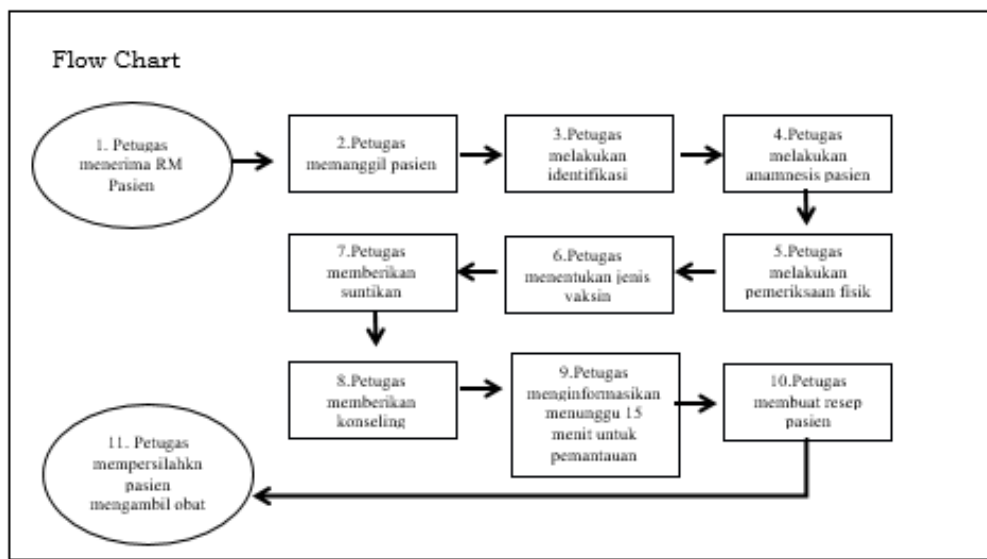 Flow Chart
1. Petugas
menerima RM
Pasien
2.Petugas
memanggil pasien
3.Petugas
melakukan
identifikasi
4.Petugas
melakukan
anamnesis pasien
5.Petugas
melakukan
pemeriksaan fisik
6.Petugas
menentukan jenis
vaksin
7.Petugas
memberikan
suntikan
8.Petugas
memberikan
konseling
9.Petugas
menginformasikan
menunggu 15
menit untuk
pemantauan
10.Petugas
membuat resep
pasien
11. Petugas
mempersilahkn
pasien
mengambil obat